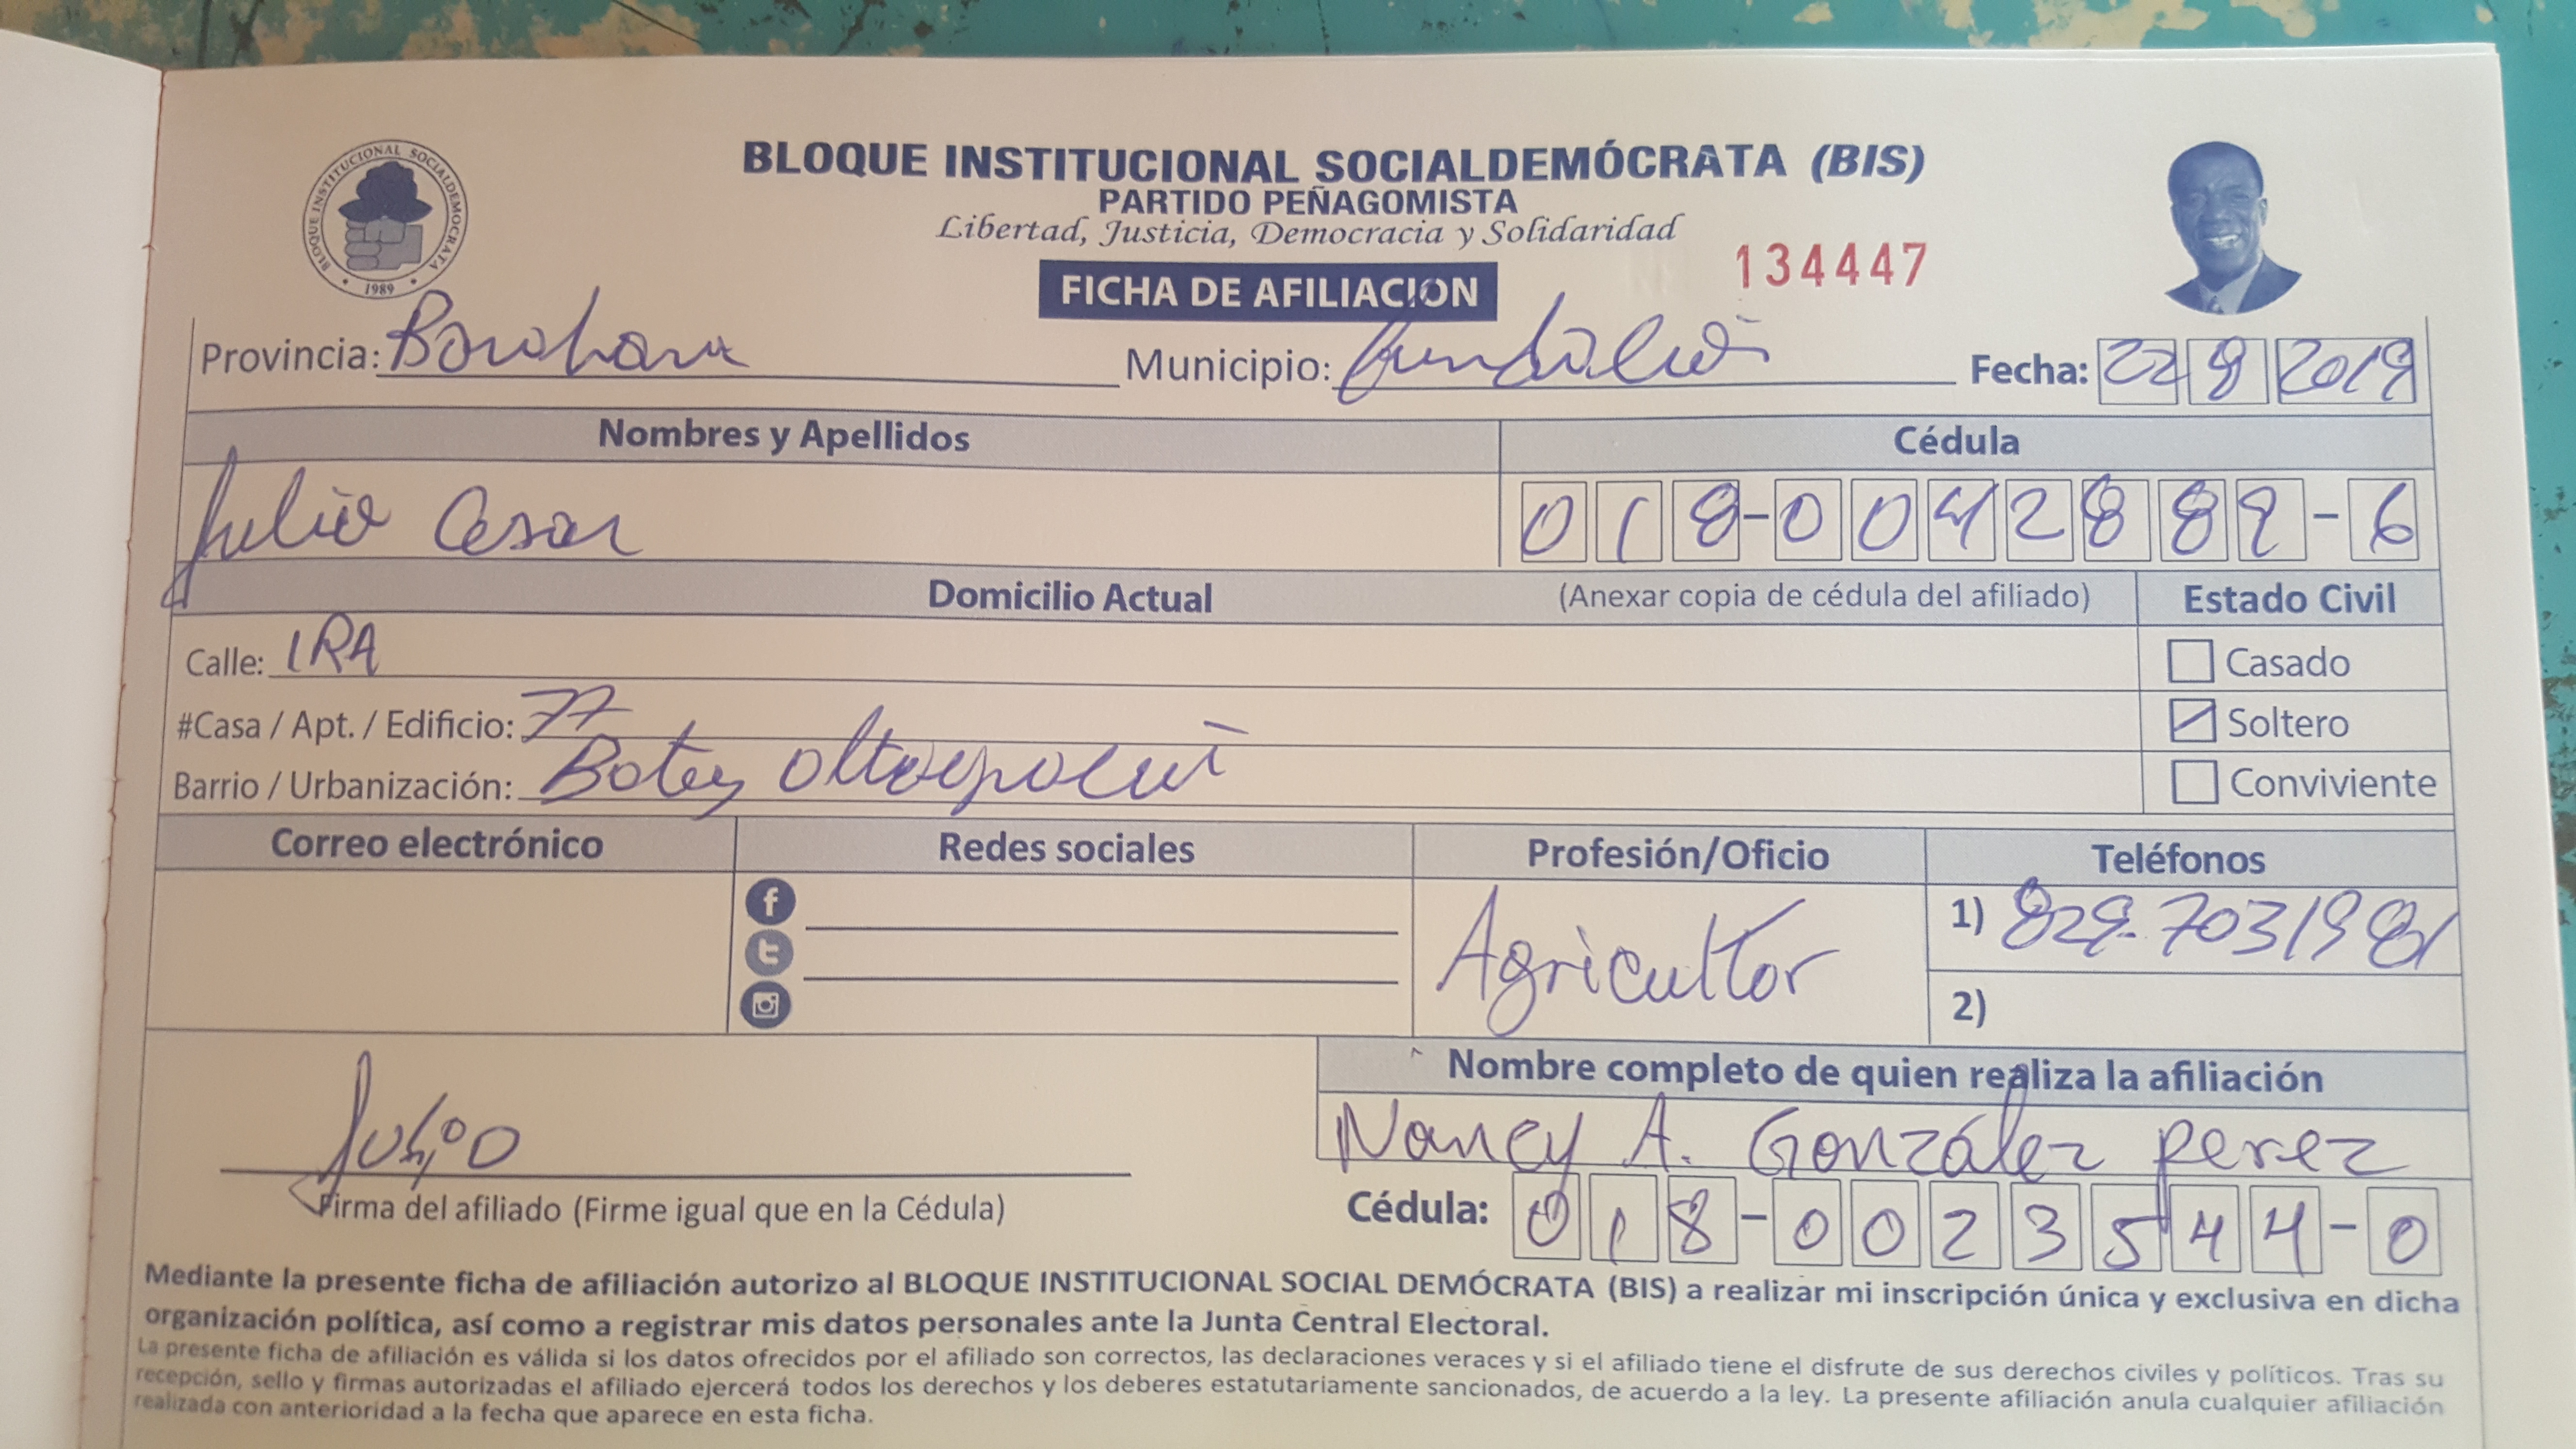 BLOQUE INSTITUCIONAL SOCIALDEMÓCRATA
1989
BLOQUE INSTITUCIONAL SOCIALDEMÓCRATA (BIS)
PARTIDO PEÑAGOMISTA
Libertad, Justicia, Democracia y Solidaridad
134447
FICHA DE AFILIACION
Provincia: Municipio: Fecha: 22 8 2019
Nombres y Apellidos Cédula
Julio Cesar 018-0042889-6
Domicilio Actual (Anexar copia de cédula del afiliado) Estado Civil
Calle: 1RA Casado
#Casa / Apt. / Edificio: 77 Soltero
Barrio / Urbanización: Batey Conviviente
Correo electrónico Redes sociales Profesión/Oficio Teléfonos
Agricultor 1) 829-7031981
2)
Nombre completo de quien realiza la afiliación
Julio Nancy A. González perez
Firma del afiliado (Firme igual que en la Cédula) Cédula: 018-0023544-0
Mediante la presente ficha de afiliación autorizo al BLOQUE INSTITUCIONAL SOCIAL DEMÓCRATA (BIS) a realizar mi inscripción única y exclusiva en dicha
organización política, así como a registrar mis datos personales ante la Junta Central Electoral.
La presente ficha de afiliación es válida si los datos ofrecidos por el afiliado son correctos, las declaraciones veraces y si el afiliado tiene el disfrute de sus derechos civiles y políticos. Tras su
recepción, sello y firmas autorizadas el afiliado ejercerá todos los derechos y los deberes estatutariamente sancionados, de acuerdo a la ley. La presente afiliación anula cualquier afiliación
realizada con anterioridad a la fecha que aparece en esta ficha.